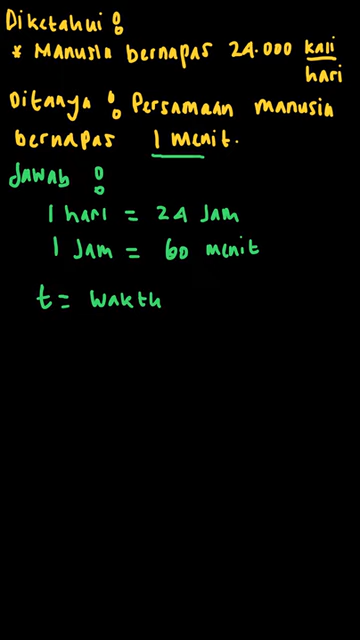 Diketahui :
* Manusia bernapas 24.000 kali/hari
Ditanya : Persamaan manusia
bernapas 1 menit.
Jawab :
1 hari = 24 Jam
1 Jam = 60 menit
t = waktu